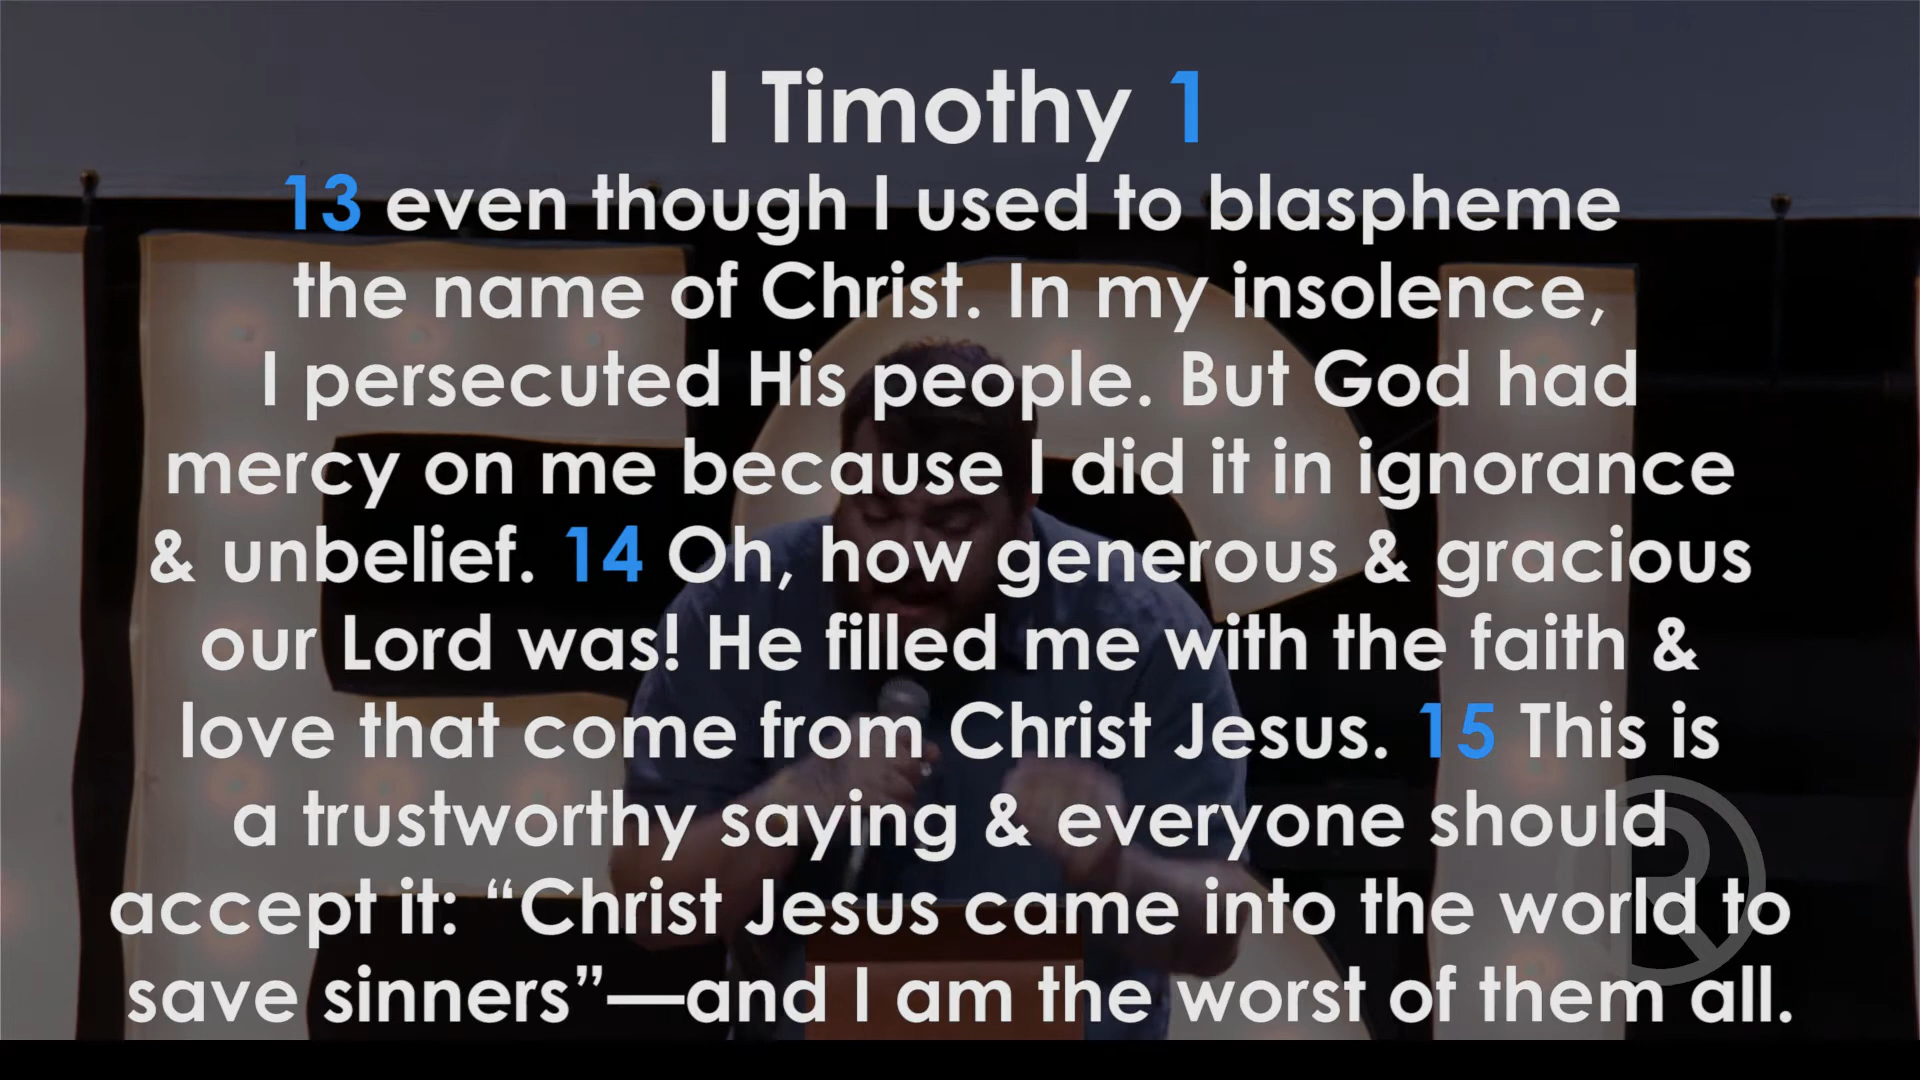 I Timothy 1
13 even though I used to blaspheme
the name of Christ. In my insolence,
I persecuted His people. But God had
mercy on me because I did it in ignorance
& unbelief. 14 Oh, how generous & gracious
our Lord was! He filled me with the faith &
love that come from Christ Jesus. 15 This is
a trustworthy saying & everyone should
accept it: “Christ Jesus came into the world to
save sinners”—and I am the worst of them all.
R